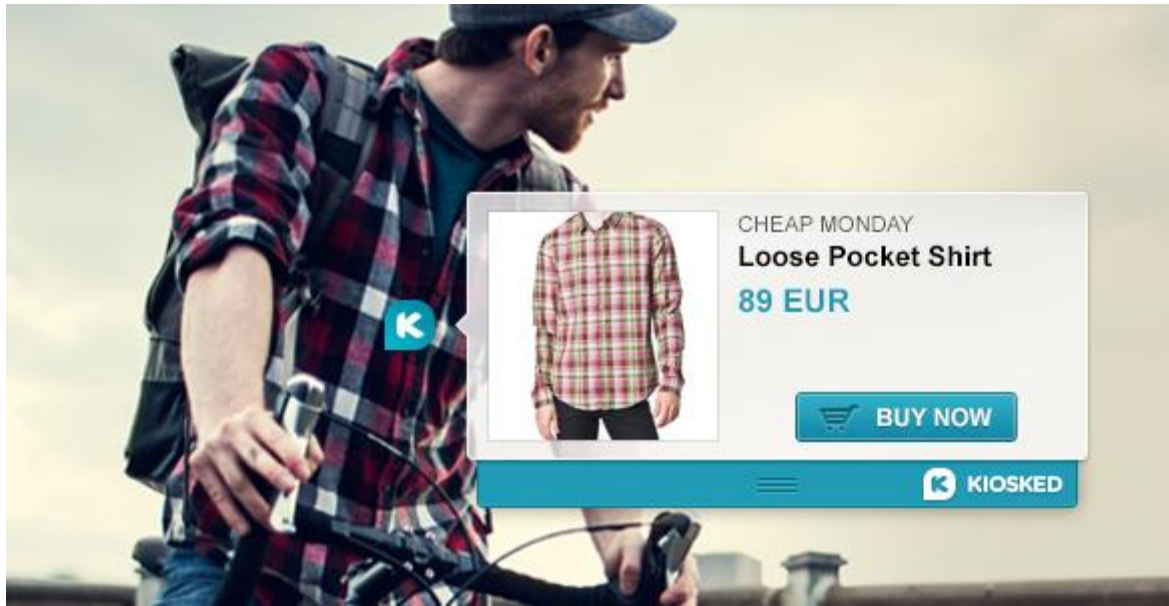 CHEAP MONDAY
Loose Pocket Shirt
89 EUR
BUY NOW
KIOSKED